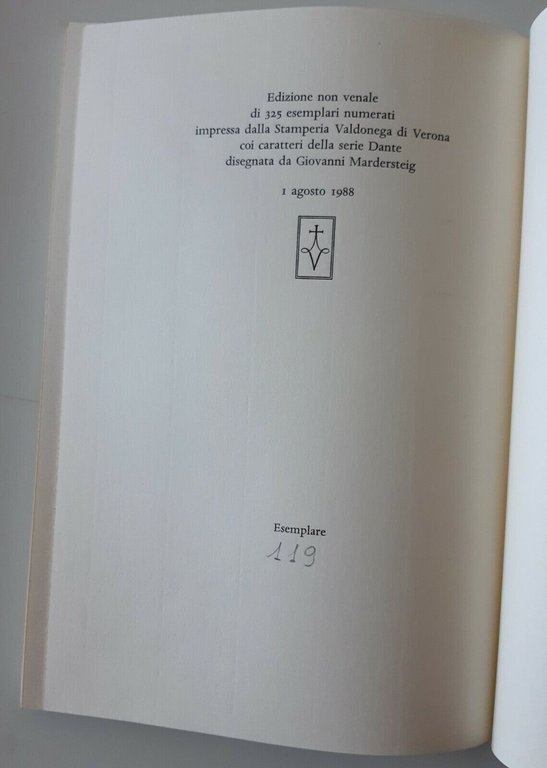 Edizione non venale
di 325 esemplari numerati
impressa dalla Stamperia Valdonega di Verona
coi caratteri della serie Dante
disegnata da Giovanni Mardersteig
1 agosto 1988
Esemplare
119